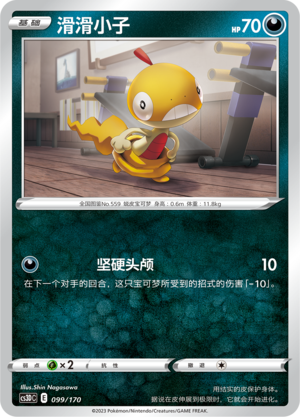 基础 滑滑小子 HP70
全国图鉴No.559 蜕皮宝可梦 身高：0.6m 体重：11.8kg
坚硬头颅 10
在下一个对手的回合，这只宝可梦所受到的招式的伤害「-10」。
弱点 ×2 抗性 撤退
Illus.Shin Nagasawa
CS3D C E 099/170
用结实的皮保护身体。
据说在皮伸展到极限时，它就会开始进化。
©2023 Pokémon/Nintendo/Creatures/GAME FREAK.